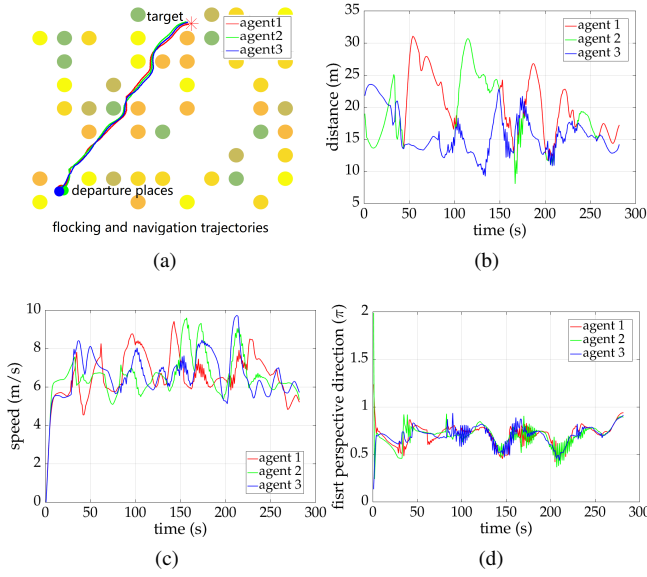 target
agent1
agent2
agent3
departure places
flocking and navigation trajectories
(a)
35
30
25
20
15
10
5
0
distance (m)
0 50 100 150 200 250 300
time (s)
agent 1
agent 2
agent 3
(b)
10
8
6
4
2
0
speed (m/s)
agent 1
agent 2
agent 3
0 50 100 150 200 250 300
time (s)
(c)
2
1.5
1
0.5
0
fisrt perspective direction (π)
agent 1
agent 2
agent 3
0 50 100 150 200 250 300
time (s)
(d)